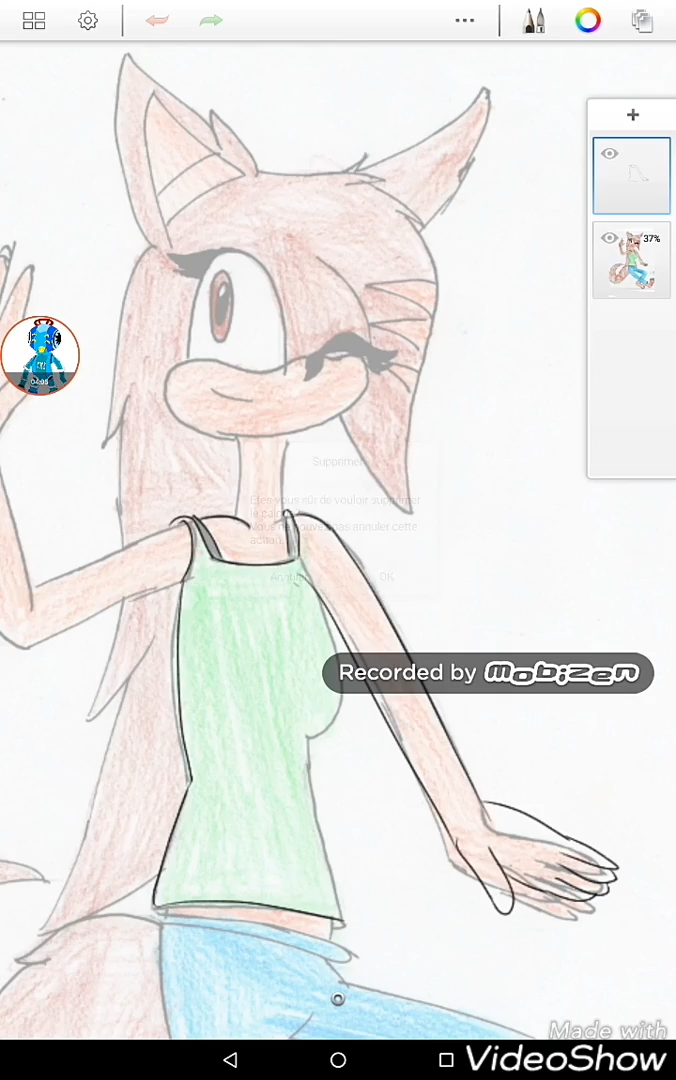 37%
04:05
Supprimer
Êtes-vous sûr de vouloir supprimer
le calque
Vous ne pouvez pas annuler cette
action.
Annuler OK
Recorded by mobizen
Made with
VideoShow